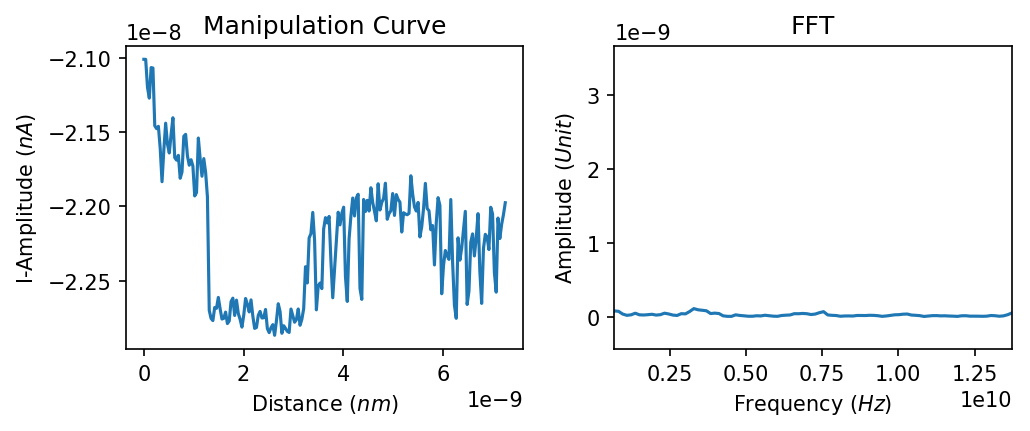 Manipulation Curve
1e−8
−2.10
−2.15
−2.20
−2.25
I-Amplitude (nA)
0 2 4 6
1e−9
Distance (nm)
FFT
1e−9
3
2
1
0
Amplitude (Unit)
0.25 0.50 0.75 1.00 1.25
1e10
Frequency (Hz)